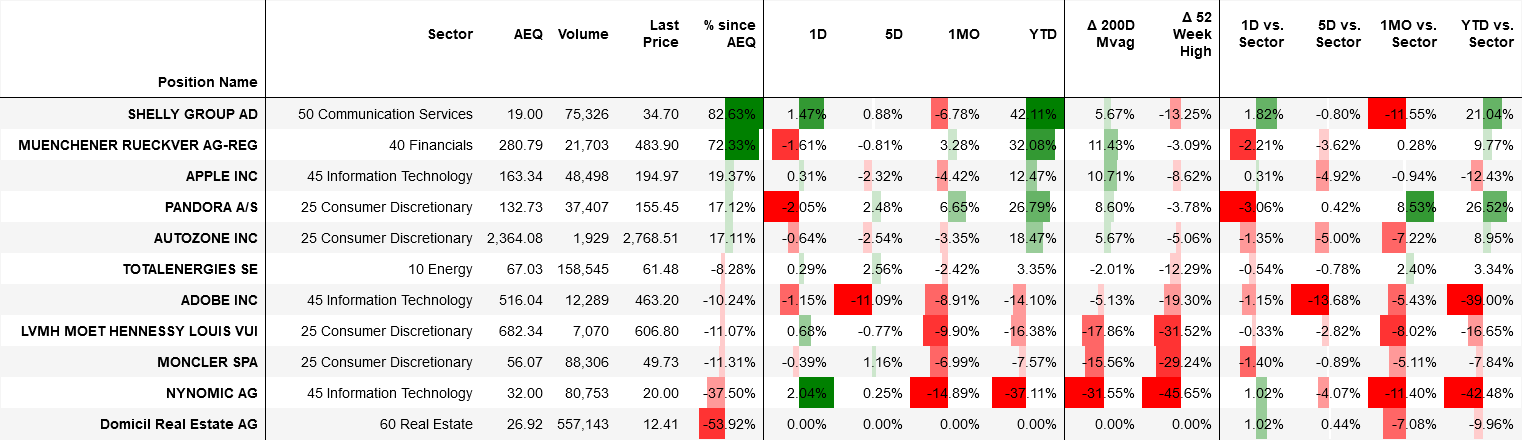 Position Name Sector AEQ Volume Last Price % since AEQ 1D 5D 1MO YTD Δ 200D Mvag Δ 52 Week High 1D vs. Sector 5D vs. Sector 1MO vs. Sector YTD vs. Sector
SHELLY GROUP AD 50 Communication Services 19.00 75,326 34.70 82.63% 1.47% 0.88% -6.78% 42.11% 5.67% -13.25% 1.82% -0.80% -11.55% 21.04%
MUENCHENER RUECKVER AG-REG 40 Financials 280.79 21,703 483.90 72.33% -1.61% -0.81% 3.28% 32.08% 11.43% -3.09% -2.21% -3.62% 0.28% 9.77%
APPLE INC 45 Information Technology 163.34 48,498 194.97 19.37% 0.31% -2.32% -4.42% 12.47% 10.71% -8.62% 0.31% -4.92% -0.94% -12.43%
PANDORA A/S 25 Consumer Discretionary 132.73 37,407 155.45 17.12% -2.05% 2.48% 6.65% 26.79% 8.60% -3.78% -3.06% 0.42% 8.53% 26.52%
AUTOZONE INC 25 Consumer Discretionary 2,364.08 1,929 2,768.51 17.11% -0.64% -2.54% -3.35% 18.47% 5.67% -5.06% -1.35% -5.00% -7.22% 8.95%
TOTALENERGIES SE 10 Energy 67.03 158,545 61.48 -8.28% 0.29% 2.56% -2.42% 3.35% -2.01% -12.29% -0.54% -0.78% 2.40% 3.34%
ADOBE INC 45 Information Technology 516.04 12,289 463.20 -10.24% -1.15% -11.09% -8.91% -14.10% -5.13% -19.30% -1.15% -13.68% -5.43% -39.00%
LVMH MOET HENNESSY LOUIS VUI 25 Consumer Discretionary 682.34 7,070 606.80 -11.07% 0.68% -0.77% -9.90% -16.38% -17.86% -31.52% -0.33% -2.82% -8.02% -16.65%
MONCLER SPA 25 Consumer Discretionary 56.07 88,306 49.73 -11.31% -0.39% 1.16% -6.99% -7.57% -15.56% -29.24% -1.40% -0.89% -5.11% -7.84%
NYNOMIC AG 45 Information Technology 32.00 80,753 20.00 -37.50% 2.04% 0.25% -14.89% -37.11% -31.55% -45.65% 1.02% -4.07% -11.40% -42.48%
Domicil Real Estate AG 60 Real Estate 26.92 557,143 12.41 -53.92% 0.00% 0.00% 0.00% 0.00% 0.00% 0.00% 1.02% 0.44% -7.08% -9.96%